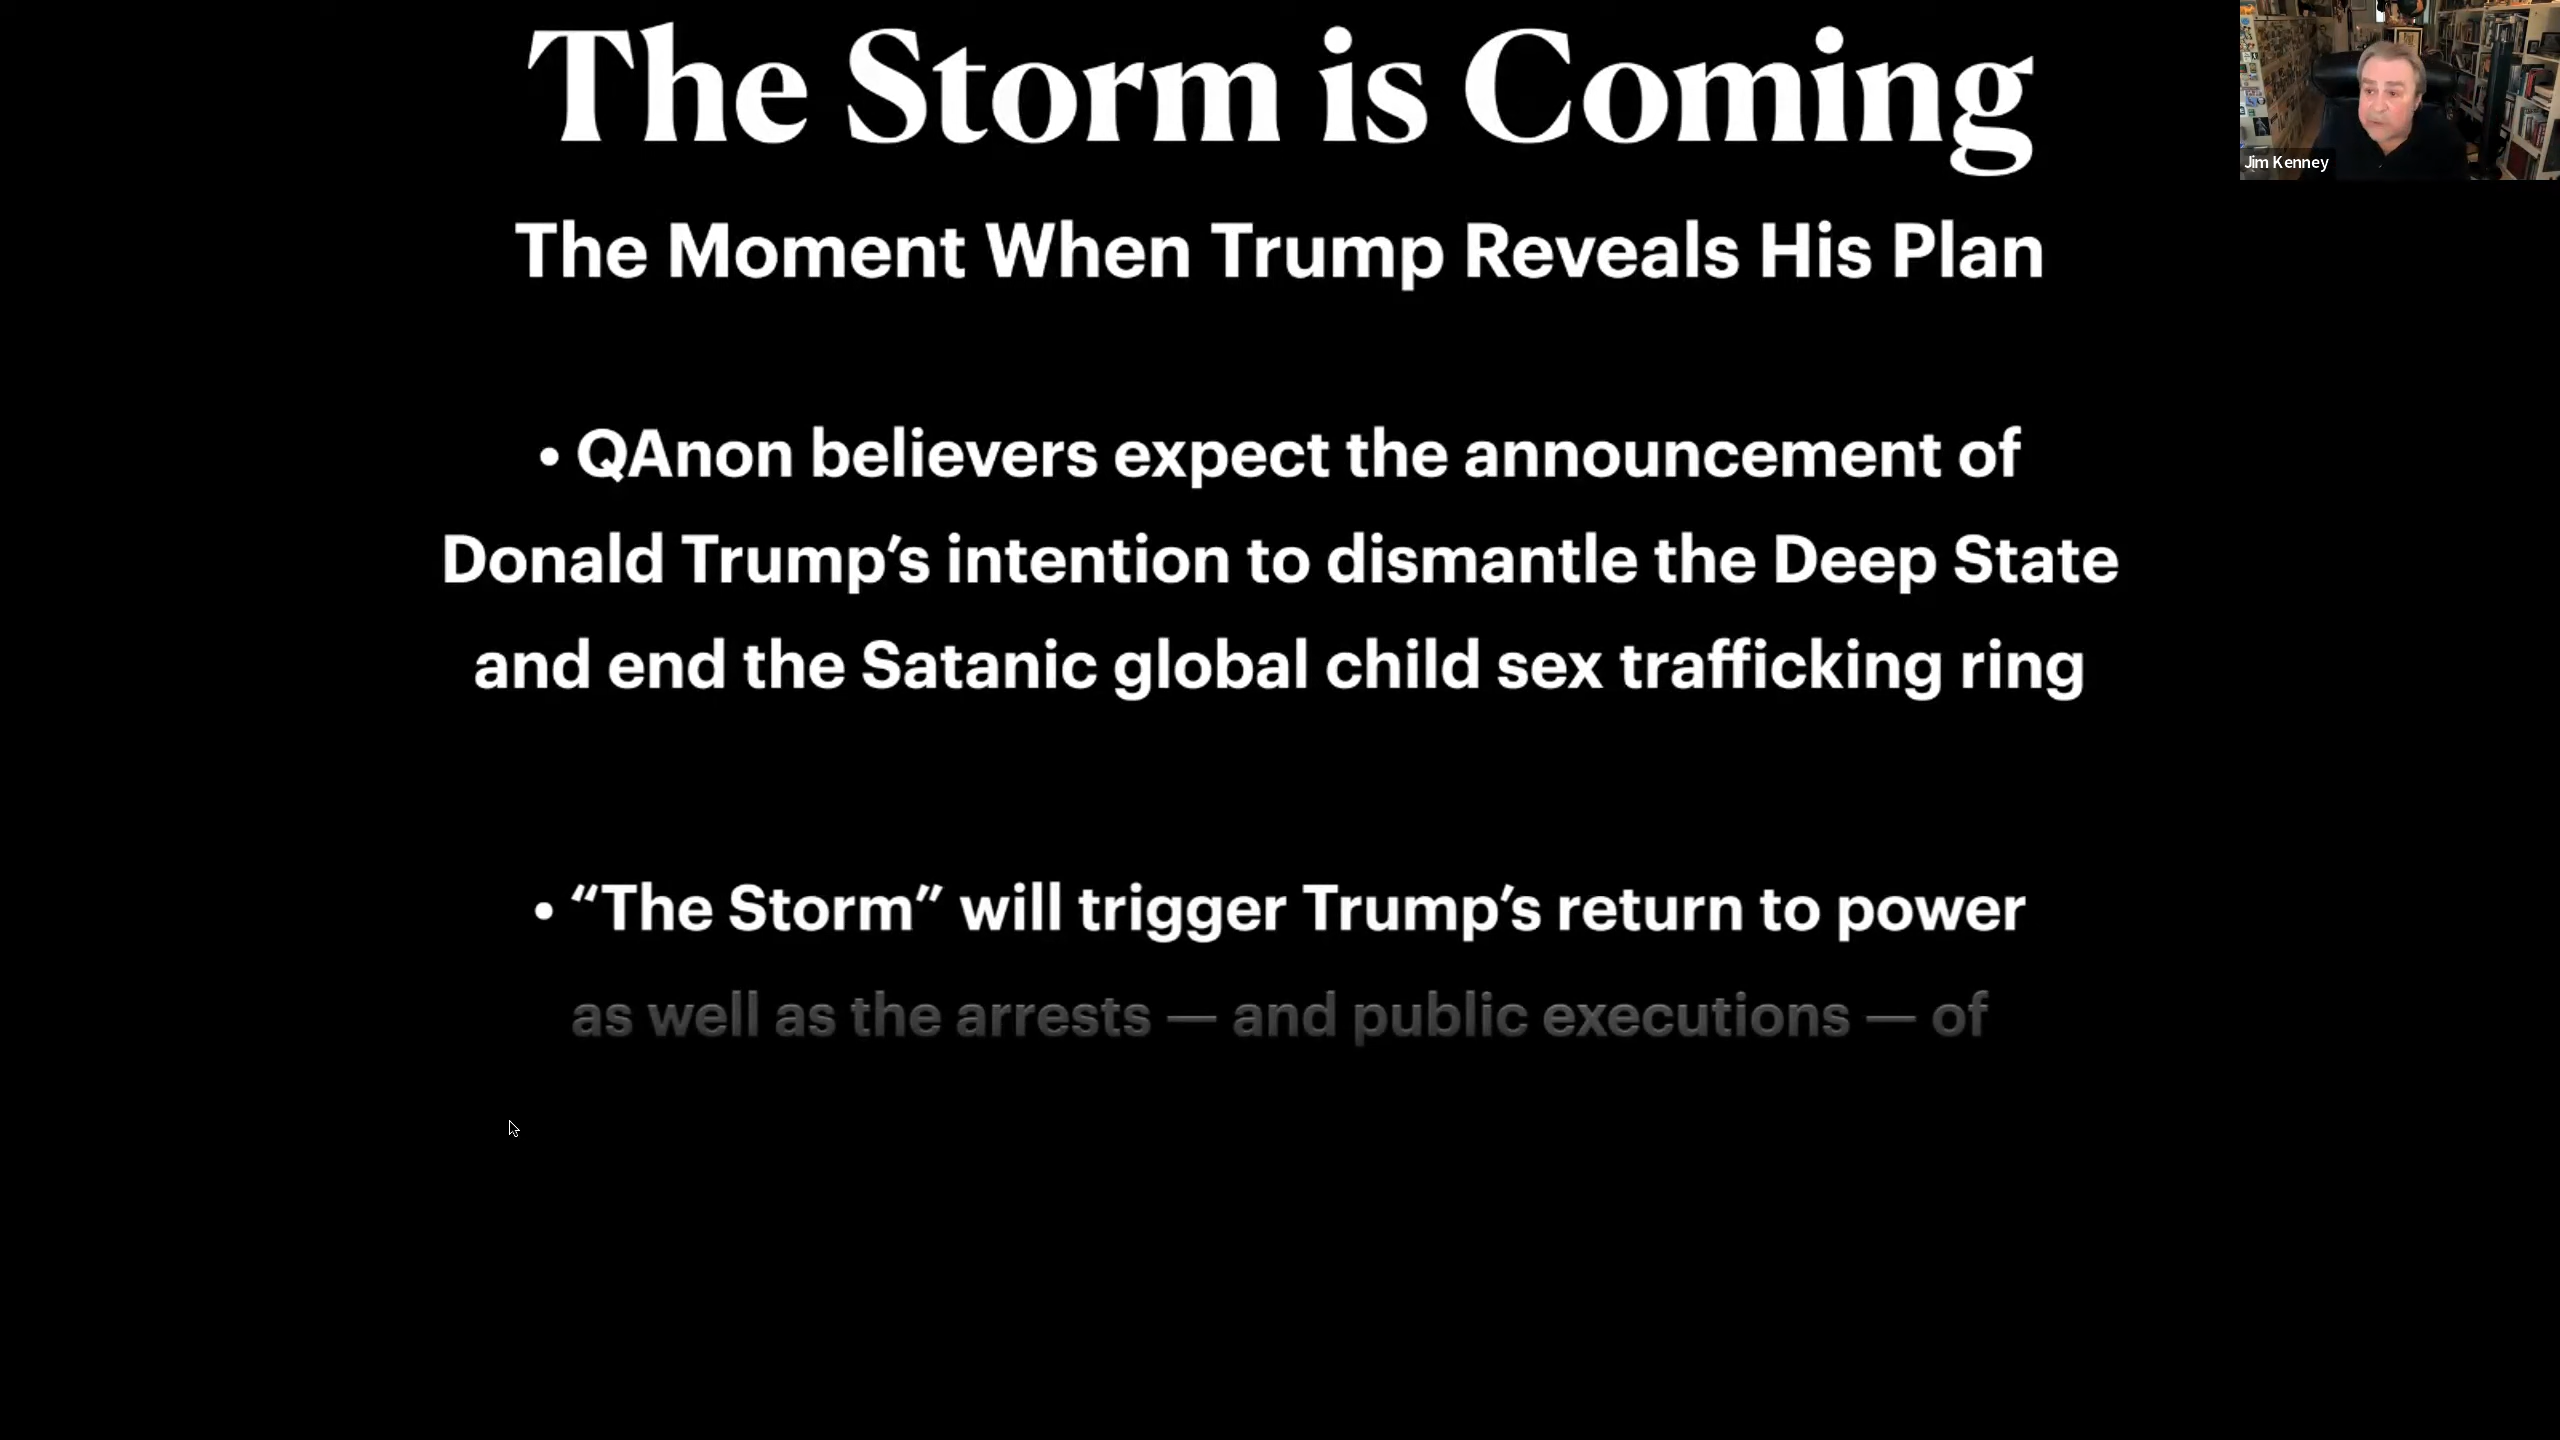 The Storm is Coming
Jim Kenney
The Moment When Trump Reveals His Plan
• QAnon believers expect the announcement of
Donald Trump’s intention to dismantle the Deep State
and end the Satanic global child sex trafficking ring
• “The Storm” will trigger Trump’s return to power
as well as the arrests — and public executions — of